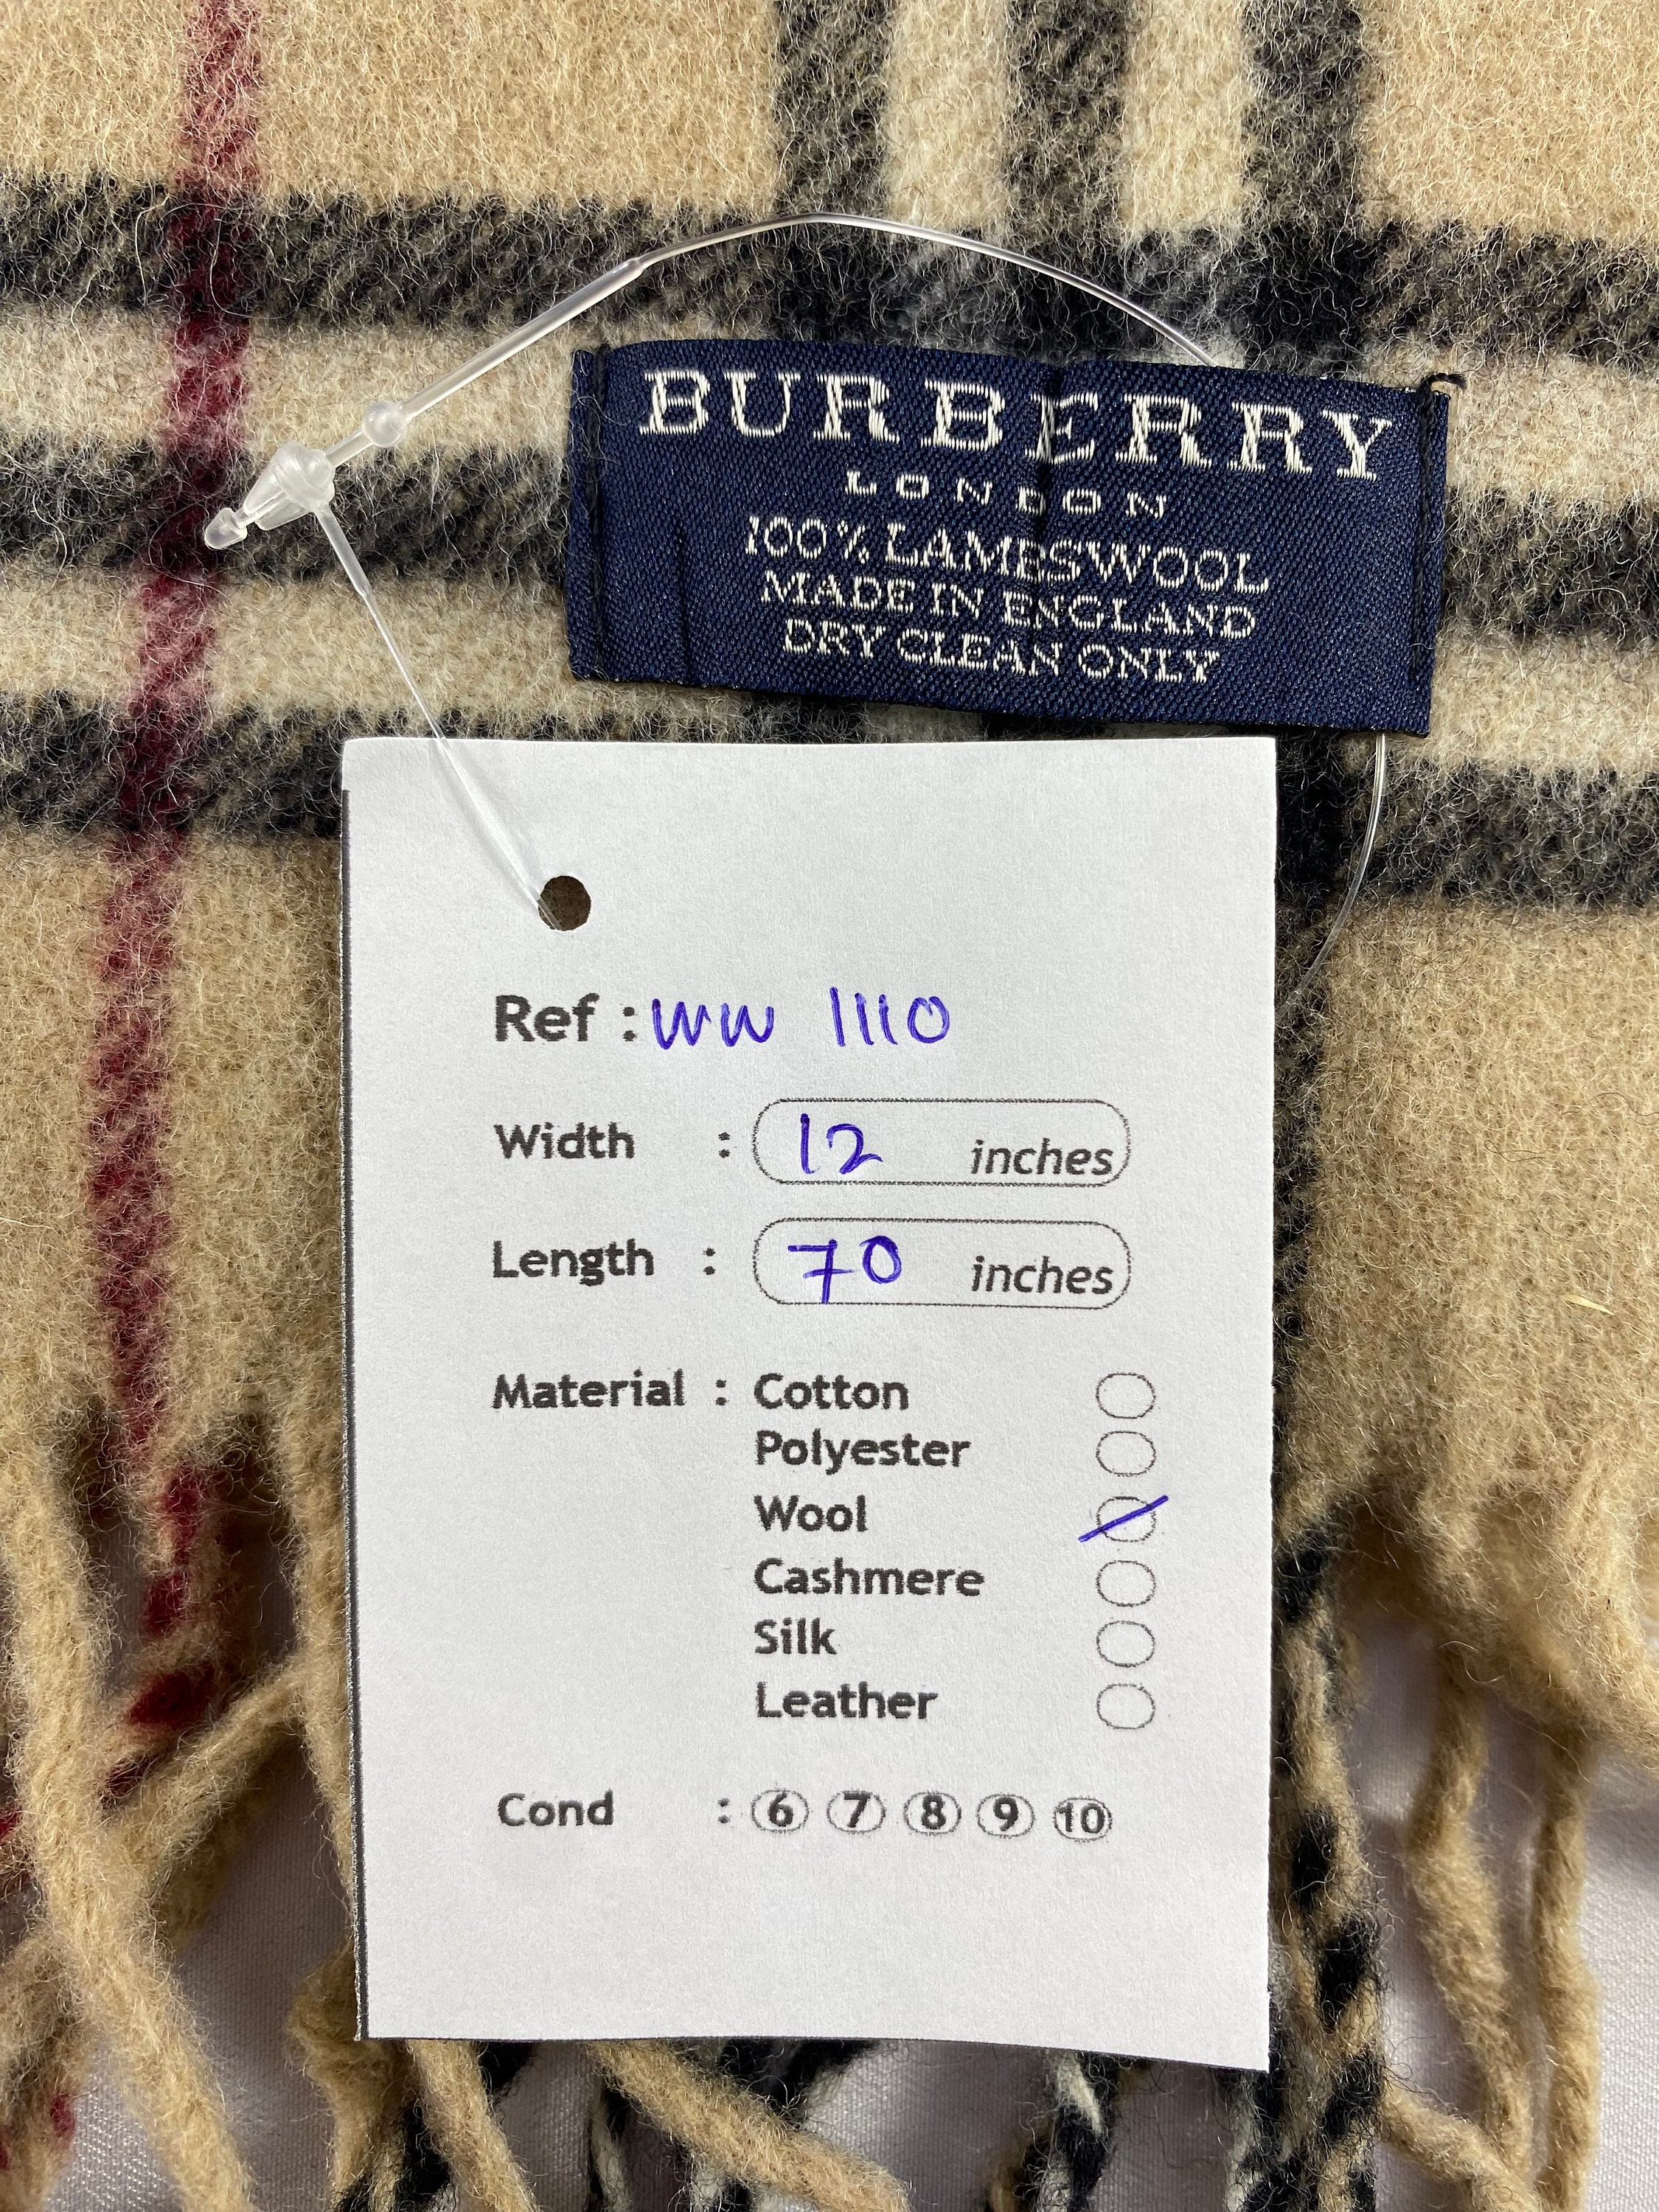 BURBERRY
LONDON
100% LAMBSWOOL
MADE IN ENGLAND
DRY CLEAN ONLY
Ref : WW 1110
Width : 12 inches
Length : 70 inches
Material : Cotton
Polyester
Wool
Cashmere
Silk
Leather
Cond : 6 7 8 9 10